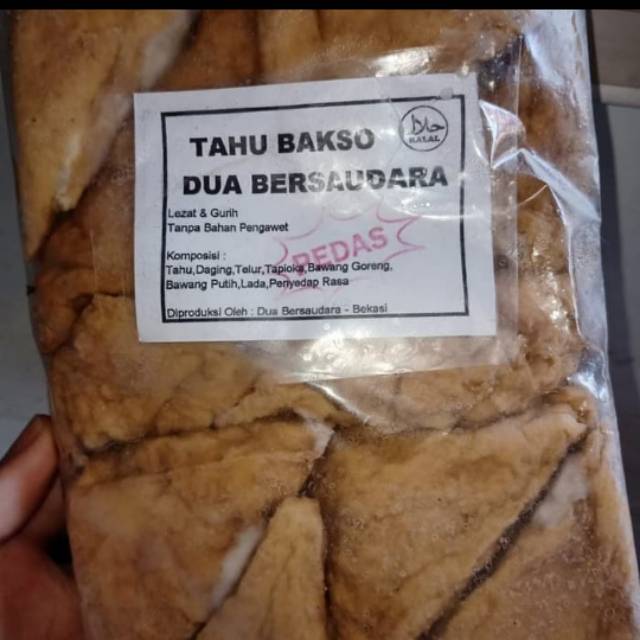 TAHU BAKSO
حلال
HALAL
DUA BERSAUDARA
Lezat & Gurih
Tanpa Bahan Pengawet
PEDAS
Komposisi :
Tahu,Daging,Telur,Tapioka,Bawang Goreng,
Bawang Putih,Lada,Penyedap Rasa
Diproduksi Oleh : Dua Bersaudara - Bekasi